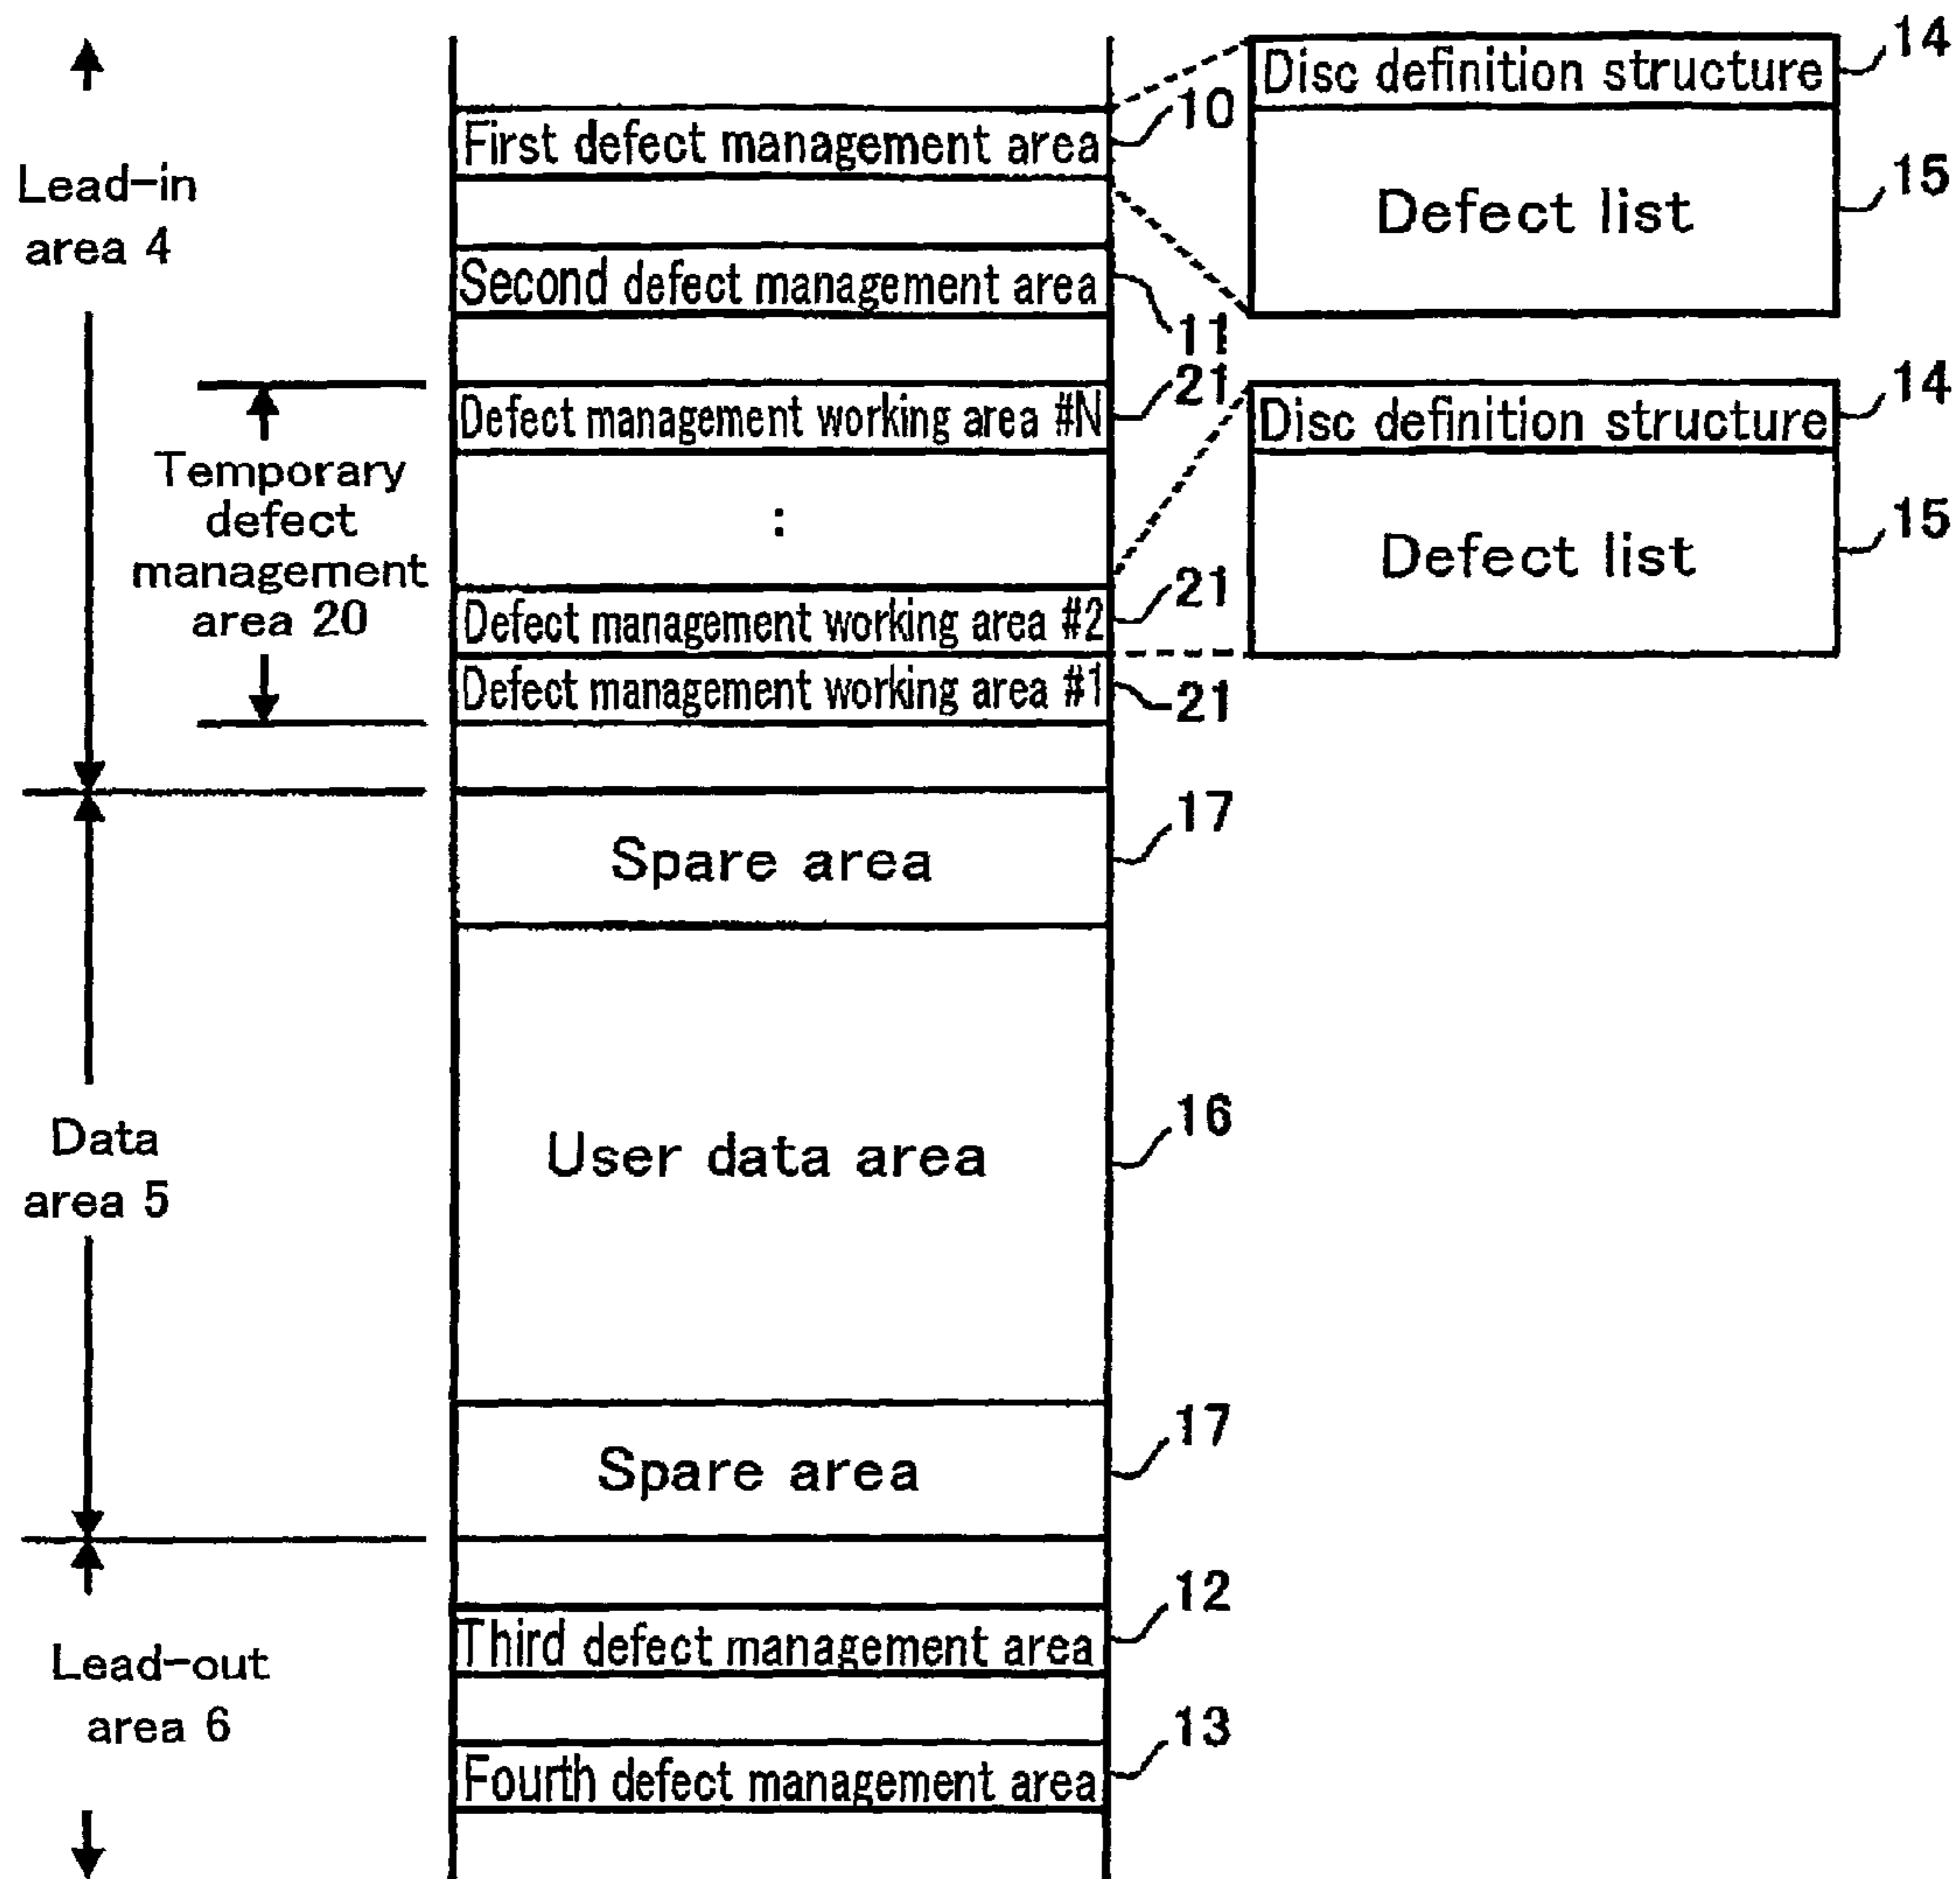 Lead-in
area 4
Temporary
defect
management
area 20
Data
area 5
Lead-out
area 6
First defect management area
10
Second defect management area
11
Defect management working area #N
21
:
Defect management working area #2
21
Defect management working area #1
21
Spare area
17
User data area
16
Spare area
17
Third defect management area
12
Fourth defect management area
13
Disc definition structure
14
Defect list
15
Disc definition structure
14
Defect list
15